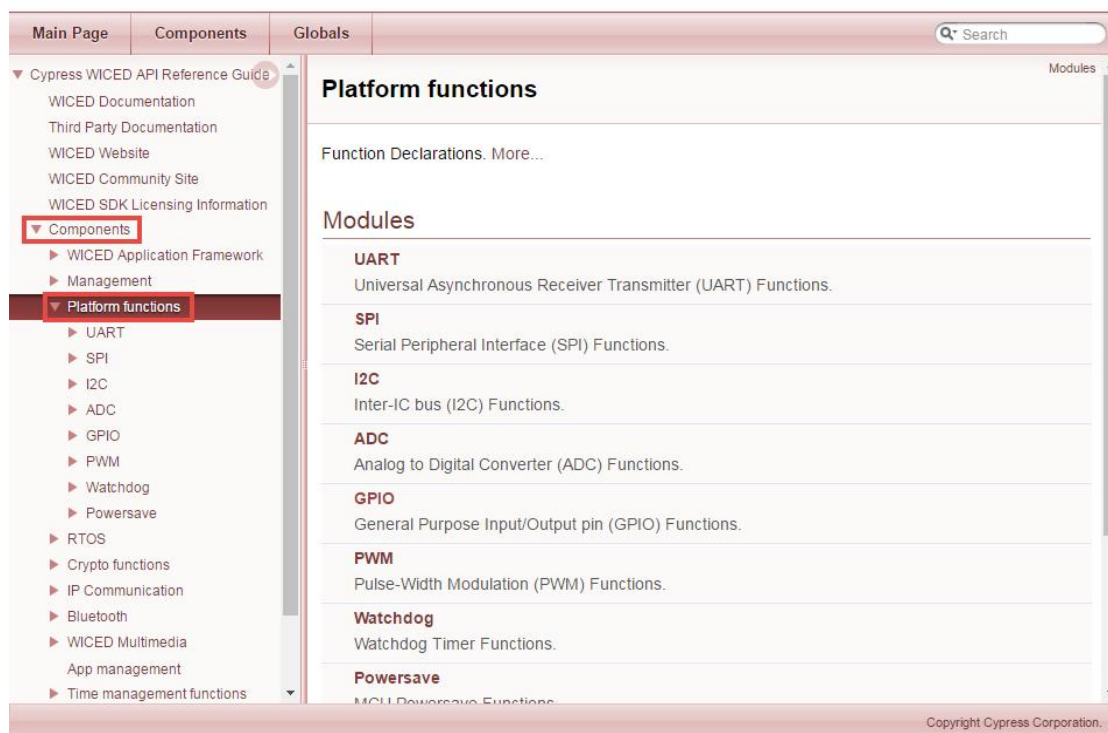 Main Page
Components
Globals
Search
Cypress WICED API Reference Guide
WICED Documentation
Third Party Documentation
WICED Website
WICED Community Site
WICED SDK Licensing Information
Components
WICED Application Framework
Management
Platform functions
UART
SPI
I2C
ADC
GPIO
PWM
Watchdog
Powersave
RTOS
Crypto functions
IP Communication
Bluetooth
WICED Multimedia
App management
Time management functions
Modules
Platform functions
Function Declarations. More...
Modules
UART
Universal Asynchronous Receiver Transmitter (UART) Functions.
SPI
Serial Peripheral Interface (SPI) Functions.
I2C
Inter-IC bus (I2C) Functions.
ADC
Analog to Digital Converter (ADC) Functions.
GPIO
General Purpose Input/Output pin (GPIO) Functions.
PWM
Pulse-Width Modulation (PWM) Functions.
Watchdog
Watchdog Timer Functions.
Powersave
MCU Powersave Functions
Copyright Cypress Corporation.